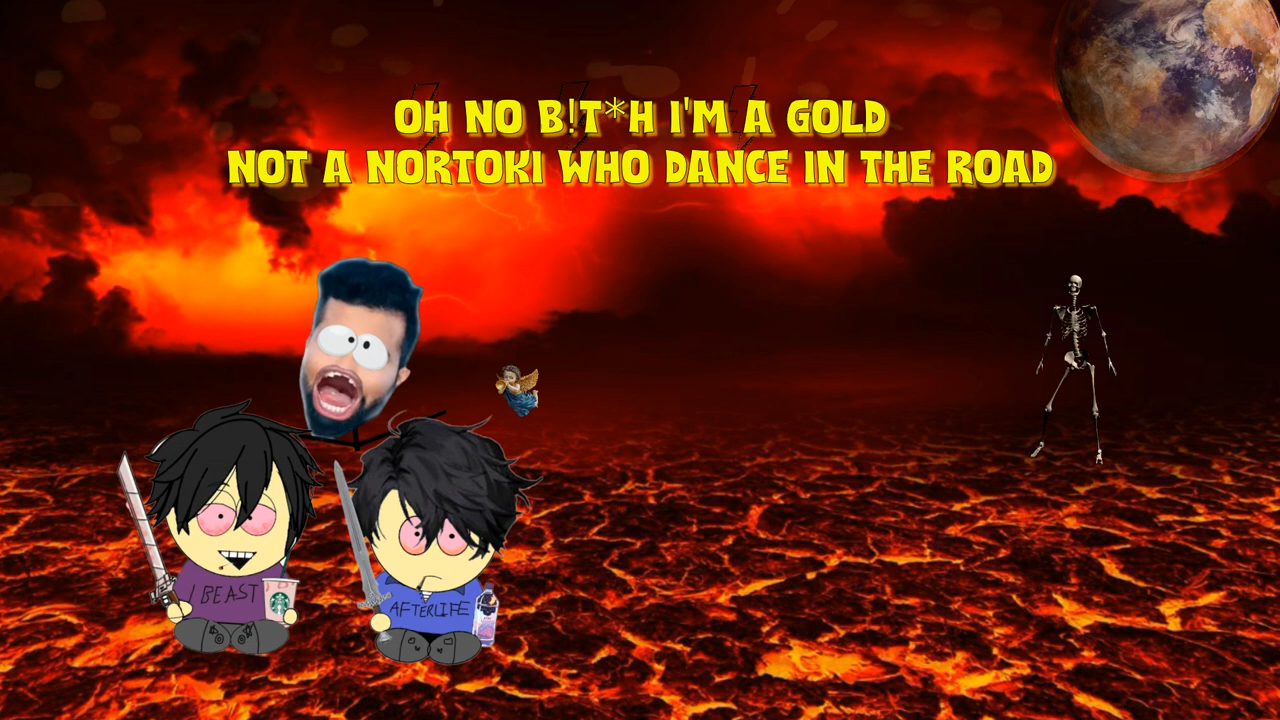 OH NO B!T*H I'M A GOLD
NOT A NORTOKI WHO DANCE IN THE ROAD
I BEAST
AFTERLIFE